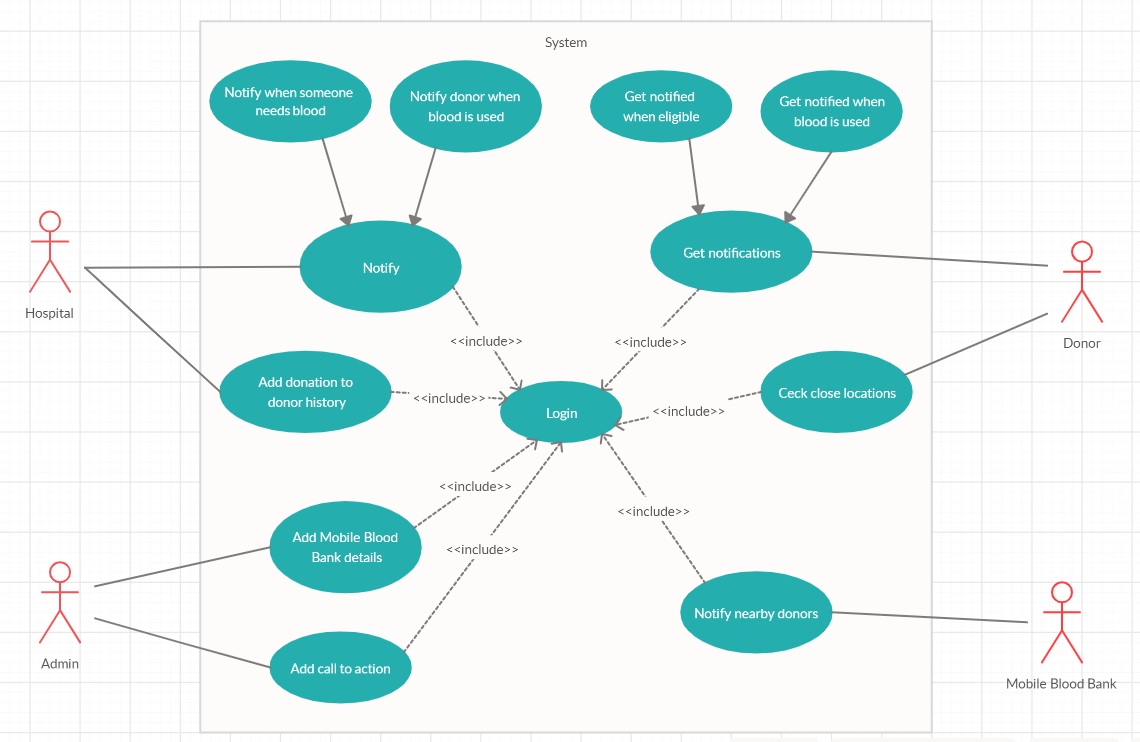 System
Notify when someone
needs blood
Notify donor when
blood is used
Get notified
when eligible
Get notified when
blood is used
Hospital
Notify
Get notifications
Donor
<<include>>
<<include>>
Add donation to
donor history
<<include>>
Login
<<include>>
Ceck close locations
<<include>>
<<include>>
<<include>>
Add Mobile Blood
Bank details
Admin
Add call to action
Notify nearby donors
Mobile Blood Bank